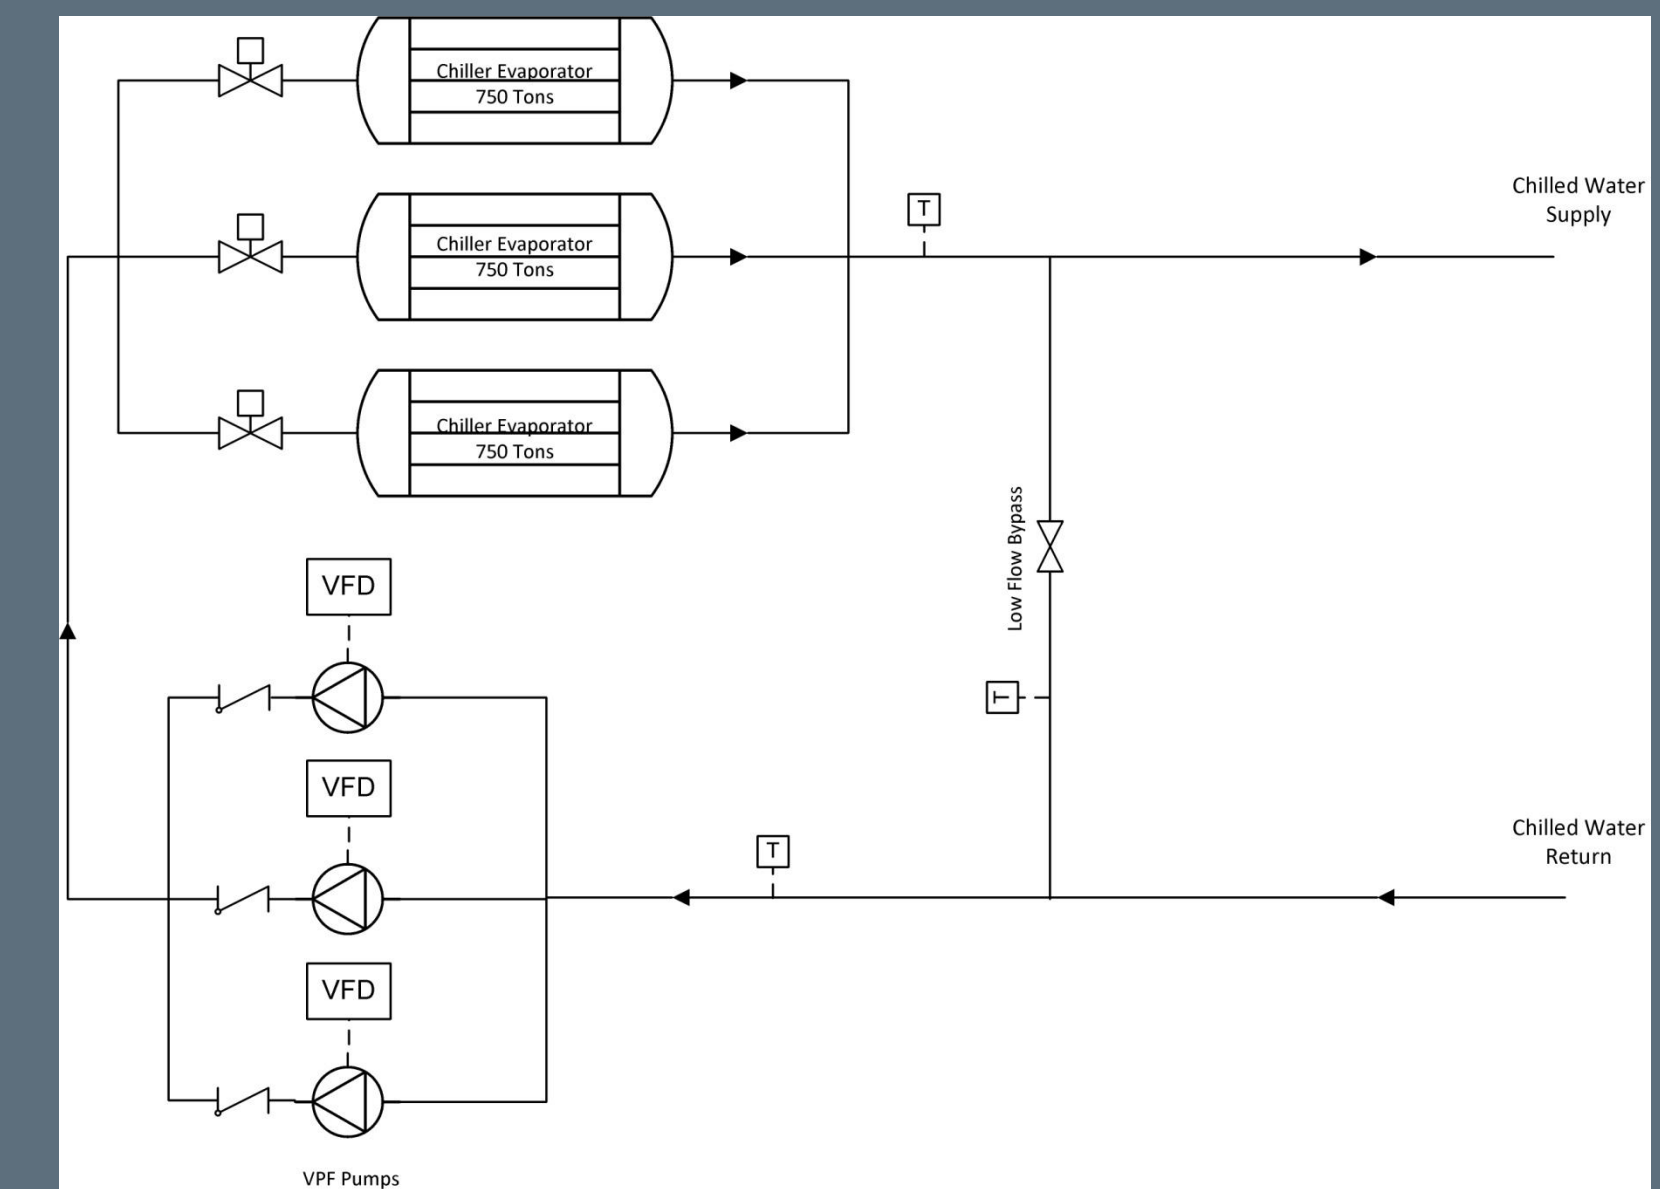 Chiller Evaporator
750 Tons
Chilled Water
Supply
T
Chiller Evaporator
750 Tons
Chiller Evaporator
750 Tons
Low Flow Bypass
VFD
T
VFD
Chilled Water
Return
T
VFD
VPF Pumps